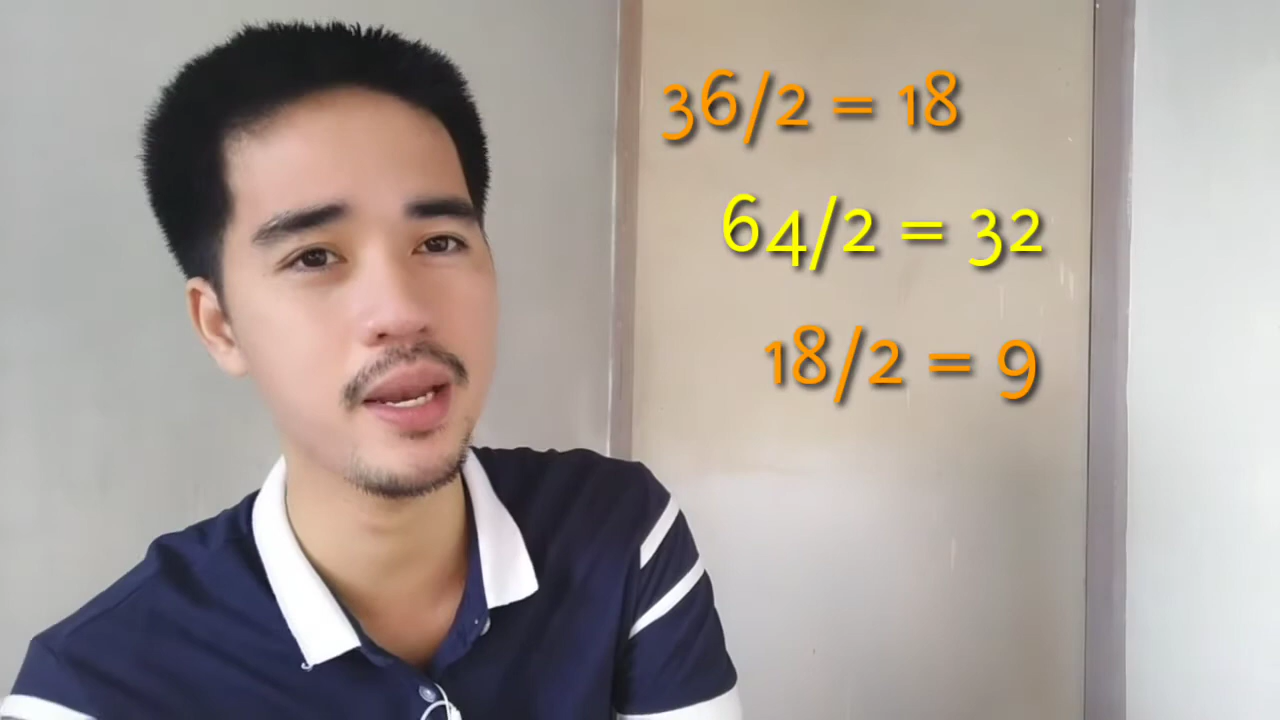 36/2 = 18
64/2 = 32
18/2 = 9